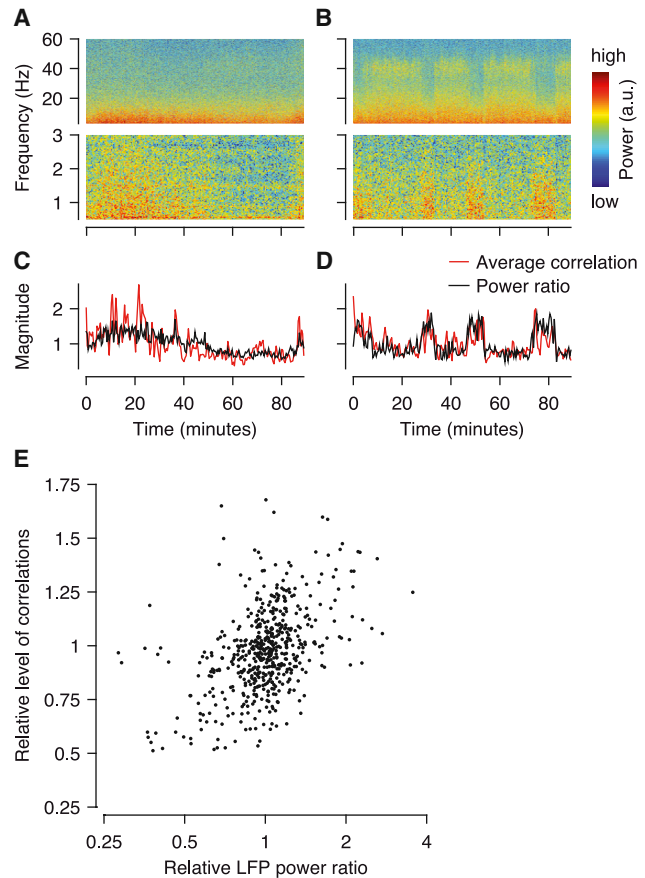 A
B
60
40
20
Frequency (Hz)
3
2
1
high
Power (a.u.)
low
C
D
Average correlation
Power ratio
Magnitude
2
1
0 20 40 60 80
0 20 40 60 80
Time (minutes)
Time (minutes)
E
1.75
1.5
1.25
1
0.75
0.5
0.25
Relative level of correlations
0.25 0.5 1 2 4
Relative LFP power ratio